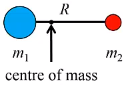 R
m₁
m₂
centre of mass